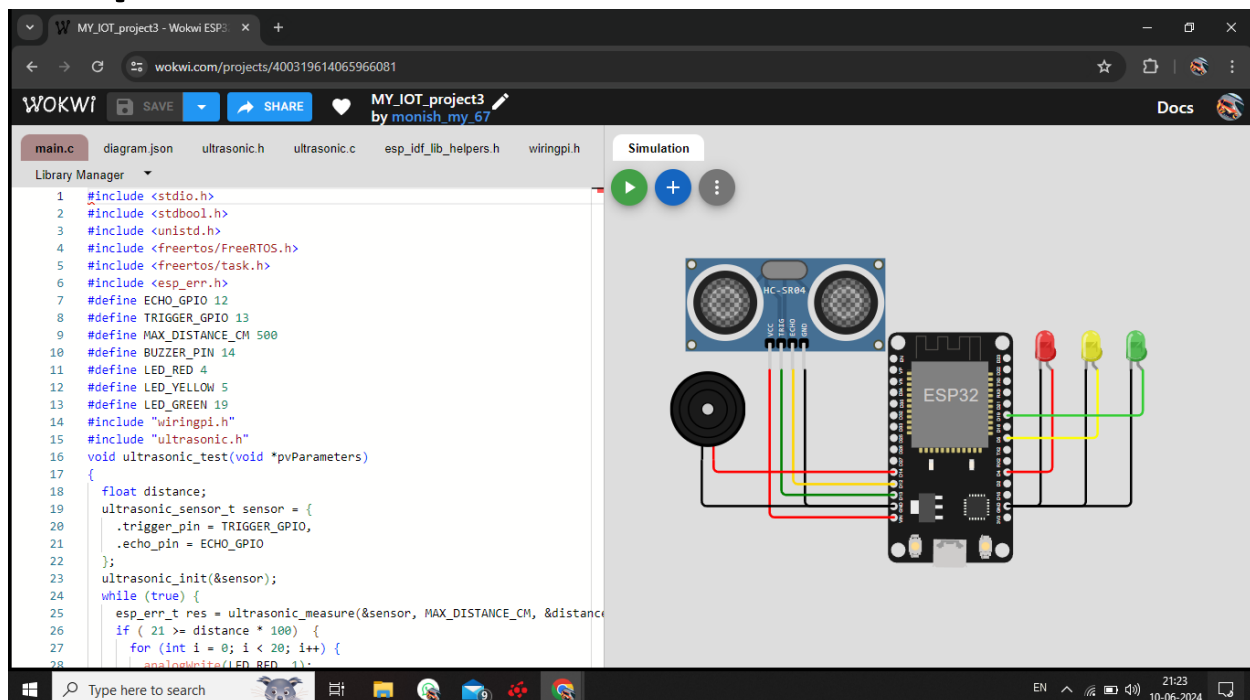 MY_IOT_project3 - Wokwi ESP3
wokwi.com/projects/400319614065966081
WOKWI SAVE SHARE MY_IOT_project3 Docs
by monish_my_67
main.c diagram.json ultrasonic.h ultrasonic.c esp_idf_lib_helpers.h wiringpi.h Simulation
Library Manager
1 #include <stdio.h>
2 #include <stdbool.h>
3 #include <unistd.h>
4 #include <freertos/FreeRTOS.h>
5 #include <freertos/task.h>
6 #include <esp_err.h>
7 #define ECHO_GPIO 12
8 #define TRIGGER_GPIO 13
9 #define MAX_DISTANCE_CM 500
10 #define BUZZER_PIN 14
11 #define LED_RED 4
12 #define LED_YELLOW 5
13 #define LED_GREEN 19
14 #include "wiringpi.h"
15 #include "ultrasonic.h"
16 void ultrasonic_test(void *pvParameters)
17 {
18 float distance;
19 ultrasonic_sensor_t sensor = {
20 .trigger_pin = TRIGGER_GPIO,
21 .echo_pin = ECHO_GPIO
22 };
23 ultrasonic_init(&sensor);
24 while (true) {
25 esp_err_t res = ultrasonic_measure(&sensor, MAX_DISTANCE_CM, &distance
26 if ( 21 >= distance * 100) {
27 for (int i = 0; i < 20; i++) {
28 analogWrite(LED_RED, 1);
HC-SR04
VCC
TRIG
ECHO
GND
ESP32
Type here to search
9
EN
21:23
10-06-2024